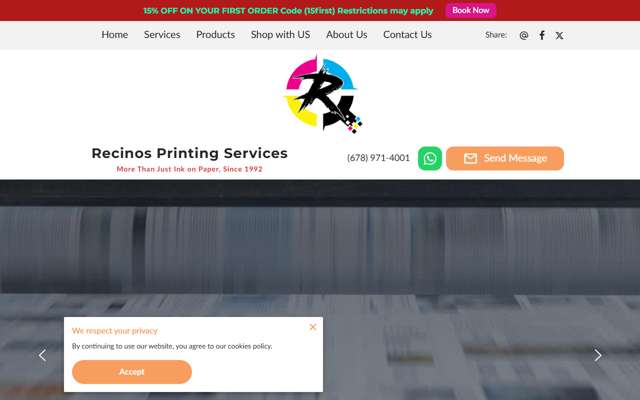 15% OFF ON YOUR FIRST ORDER Code (15first) Restrictions may apply
Book Now
Home Services Products Shop with US About Us Contact Us Share:
R
Recinos Printing Services
More Than Just Ink on Paper, Since 1992
(678) 971-4001
Send Message
We respect your privacy
By continuing to use our website, you agree to our cookies policy.
Accept